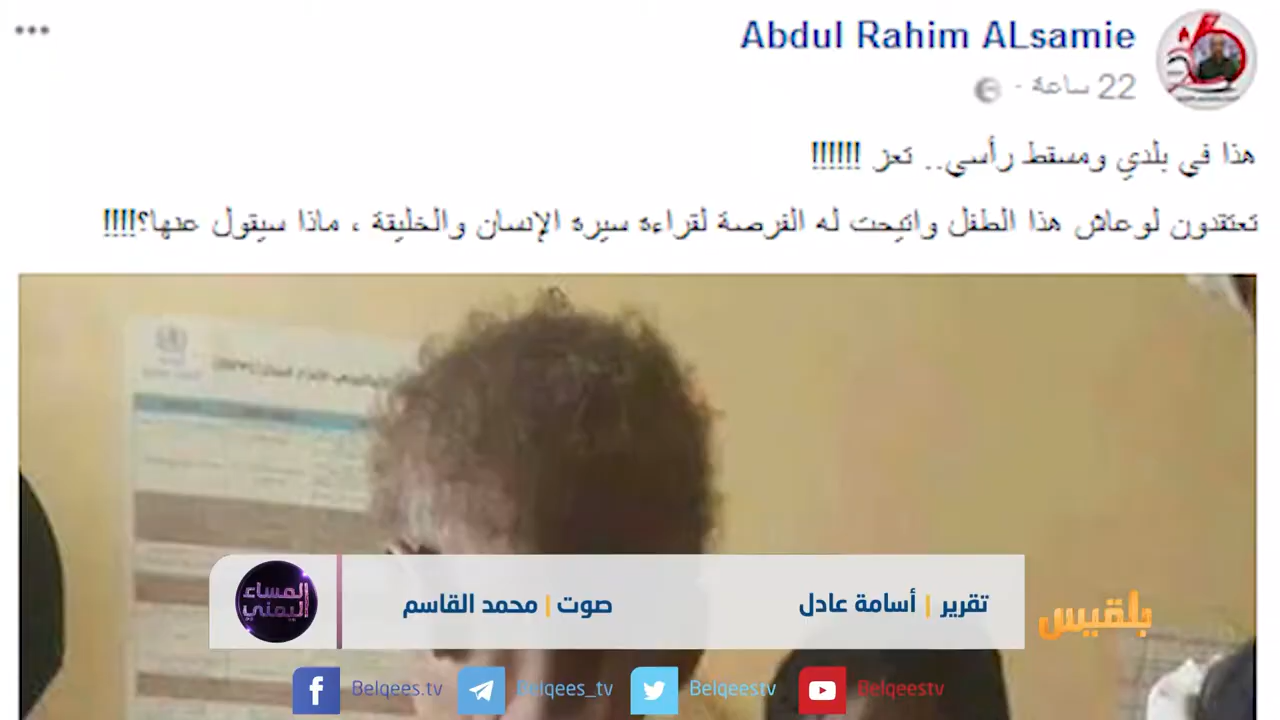 Abdul Rahim ALsamie
22 ساعة ·
هذا في بلدي ومسقط رأسي.. تعز !!!!!!
تعتقدون لوعاش هذا الطفل واتيحت له الفرصة لقراءة سيرة الإنسان والخليقة ، ماذا سيقول عنها؟!!!!
تقرير | أسامة عادل
صوت | محمد القاسم
المساء اليمني
بلقيس
Belqees.tv
Belqees_tv
Belqeestv
Belqeestv